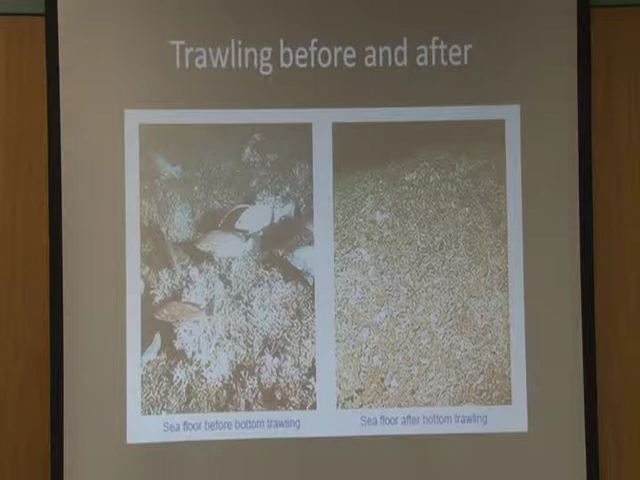 Trawling before and after
Sea floor before bottom trawling
Sea floor after bottom trawling